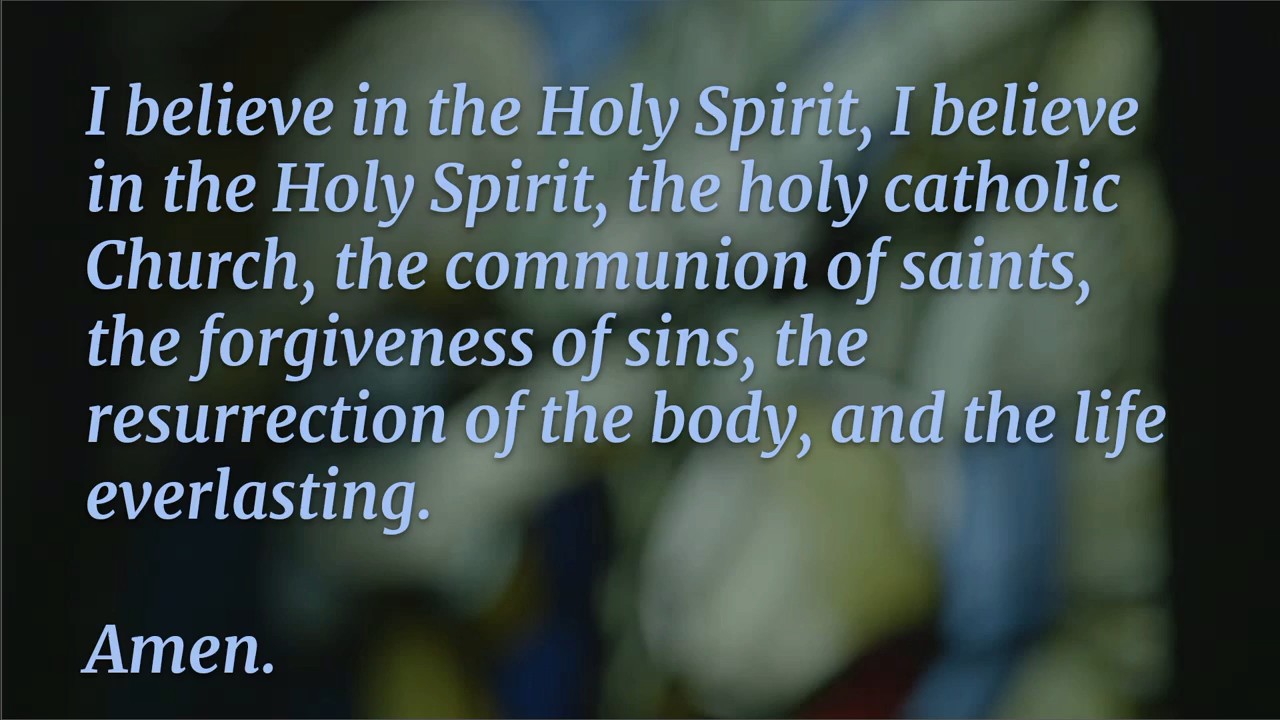 I believe in the Holy Spirit, I believe
in the Holy Spirit, the holy catholic
Church, the communion of saints,
the forgiveness of sins, the
resurrection of the body, and the life
everlasting.
Amen.